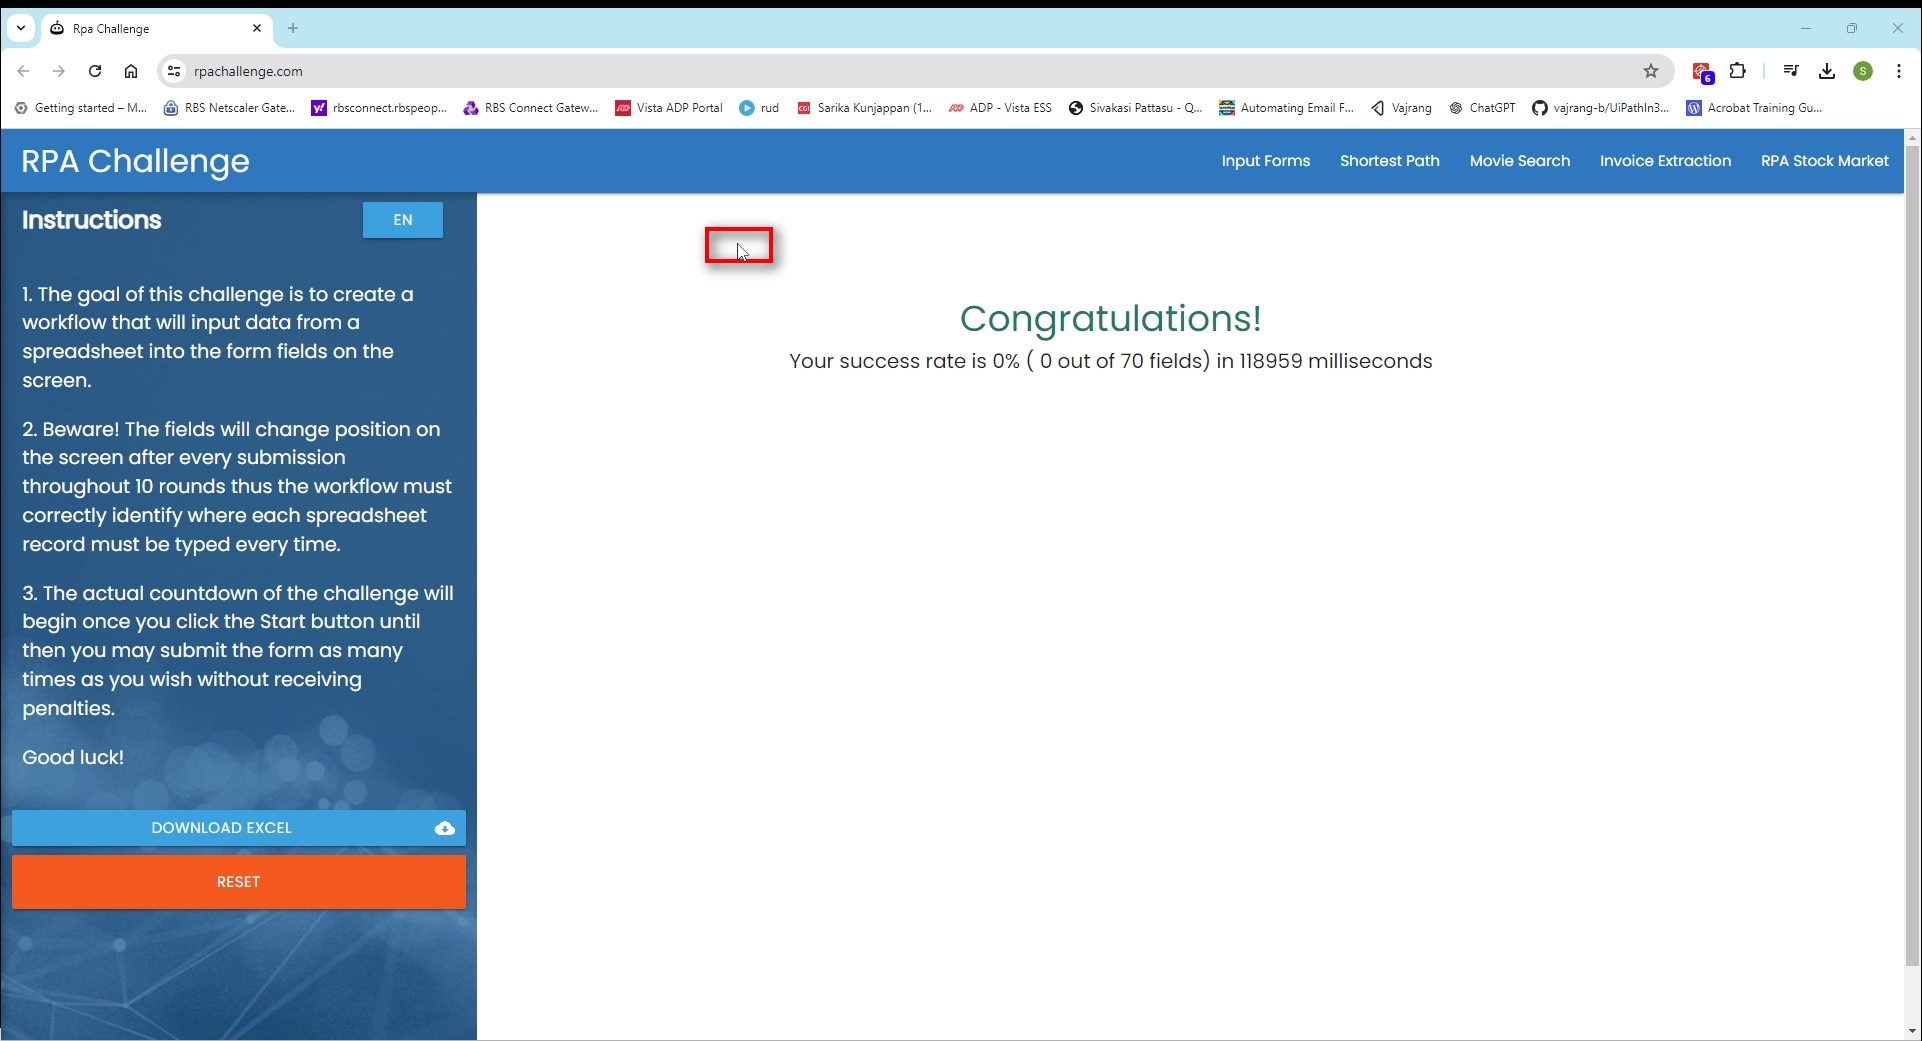 Rpa Challenge
rpachallenge.com
6
S
Getting started – M...
RBS Netscaler Gate...
rbsconnect.rbspeop...
RBS Connect Gatew...
Vista ADP Portal
rud
CGI
Sarika Kunjappan (1...
ADP - Vista ESS
Sivakasi Pattasu - Q...
Automating Email F...
Vajrang
ChatGPT
vajrang-b/UiPathIn3...
Acrobat Training Gu...
RPA Challenge
Input Forms
Shortest Path
Movie Search
Invoice Extraction
RPA Stock Market
Instructions
EN
1. The goal of this challenge is to create a
workflow that will input data from a
spreadsheet into the form fields on the
screen.
2. Beware! The fields will change position on
the screen after every submission
throughout 10 rounds thus the workflow must
correctly identify where each spreadsheet
record must be typed every time.
3. The actual countdown of the challenge will
begin once you click the Start button until
then you may submit the form as many
times as you wish without receiving
penalties.
Good luck!
DOWNLOAD EXCEL
RESET
Congratulations!
Your success rate is 0% ( 0 out of 70 fields) in 118959 milliseconds